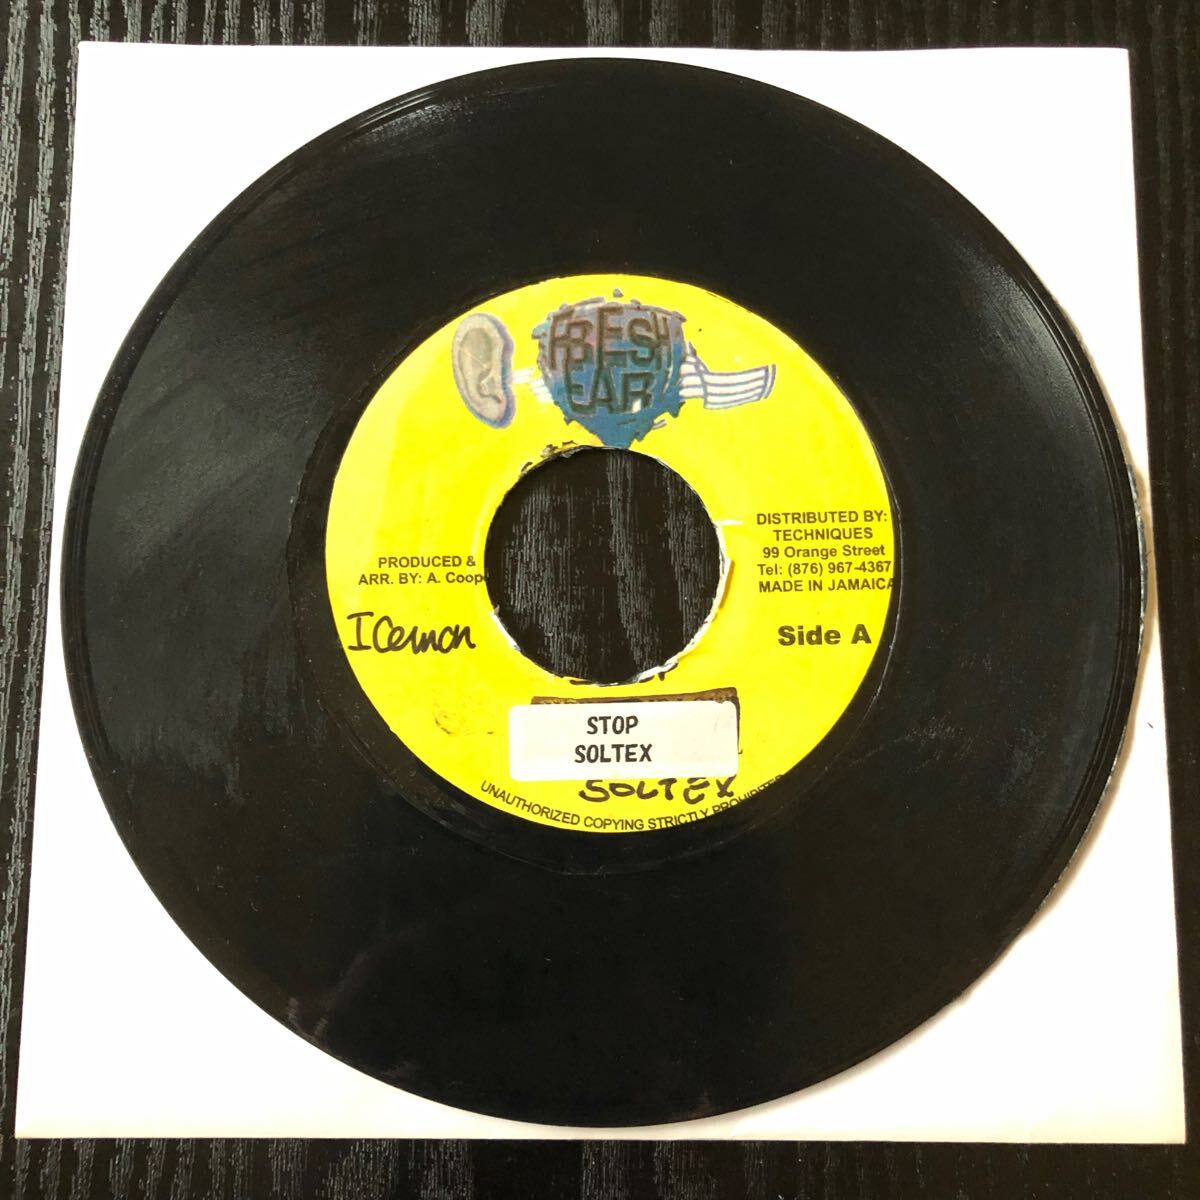 FRESH
EAR
PRODUCED &
ARR. BY: A. Coop
DISTRIBUTED BY:
TECHNIQUES
99 Orange Street
Tel: (876) 967-4367
MADE IN JAMAICA
Icemon
Side A
STOP
SOLTEX
SOLTEX
UNAUTHORIZED COPYING STRICTLY PROHIBITED